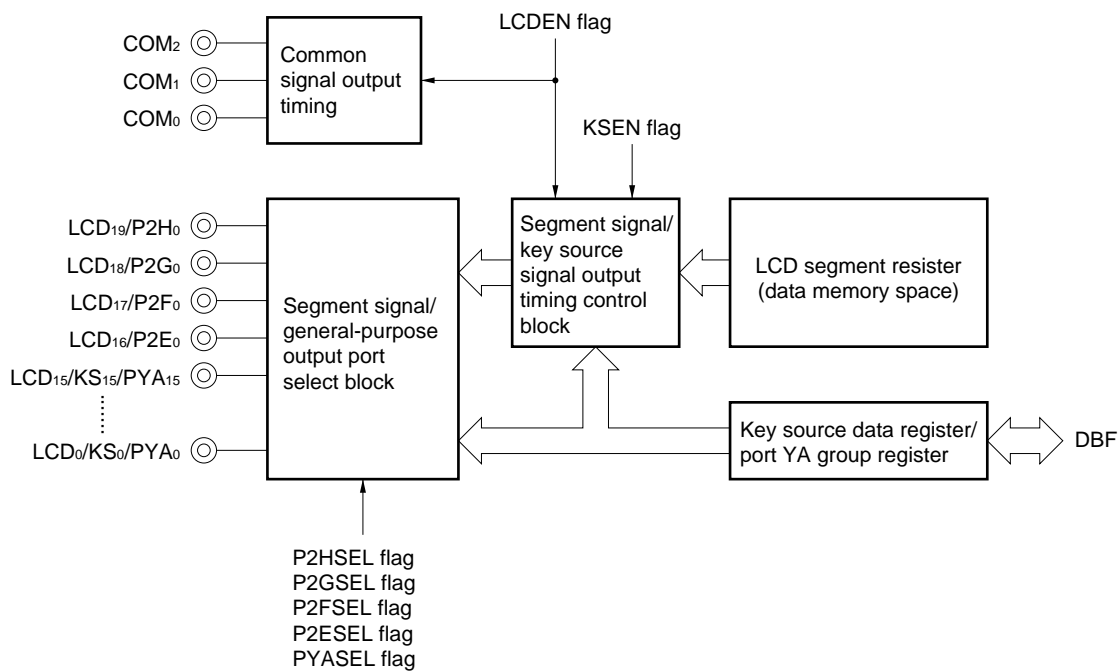 LCDEN flag
COM2
COM1
COM0
Common
signal output
timing
KSEN flag
LCD19/P2H0
LCD18/P2G0
LCD17/P2F0
LCD16/P2E0
LCD15/KS15/PYA15
LCD0/KS0/PYA0
Segment signal/
general-purpose
output port
select block
Segment signal/
key source
signal output
timing control
block
LCD segment resister
(data memory space)
Key source data register/
port YA group register
DBF
P2HSEL flag
P2GSEL flag
P2FSEL flag
P2ESEL flag
PYASEL flag